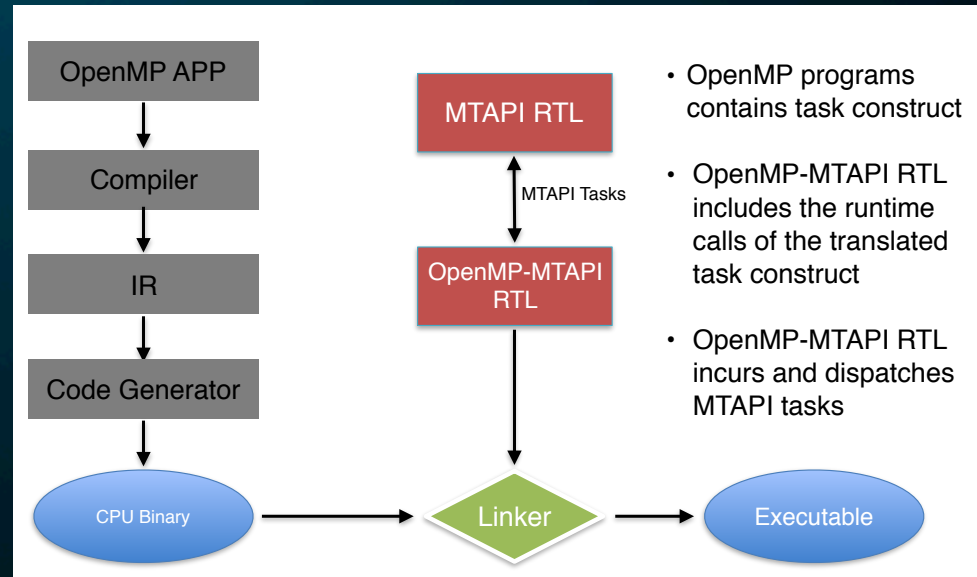 OpenMP APP
Compiler
IR
Code Generator
CPU Binary
MTAPI RTL
MTAPI Tasks
OpenMP-MTAPI
RTL
Linker
Executable
• OpenMP programs
contains task construct
• OpenMP-MTAPI RTL
includes the runtime
calls of the translated
task construct
• OpenMP-MTAPI RTL
incurs and dispatches
MTAPI tasks